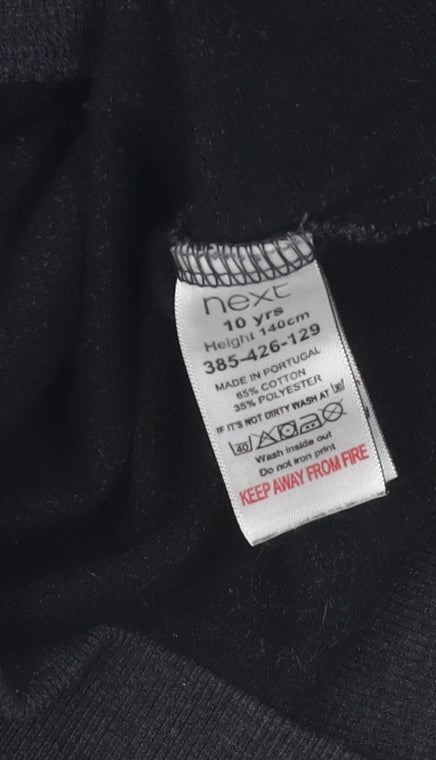 next
10 yrs
Height 140cm
385-426-129
MADE IN PORTUGAL
65% COTTON
35% POLYESTER
IF IT'S NOT DIRTY WASH AT
40
Wash inside out
Do not iron print
KEEP AWAY FROM FIRE